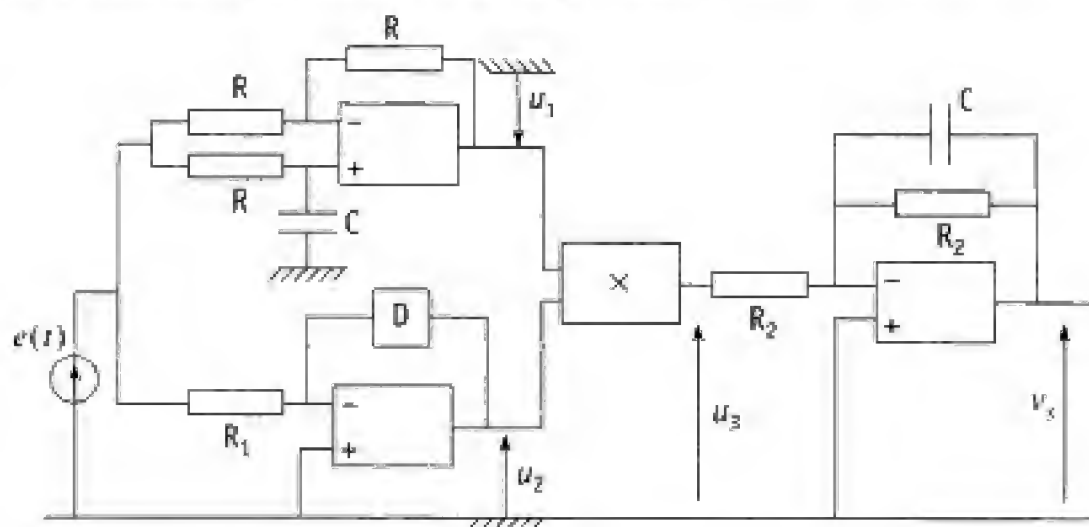 R
u₁
R
−
+
R
C
C
R₂
−
+
×
R₂
D
e(t)
R₁
−
+
u₂
u₃
vₛ